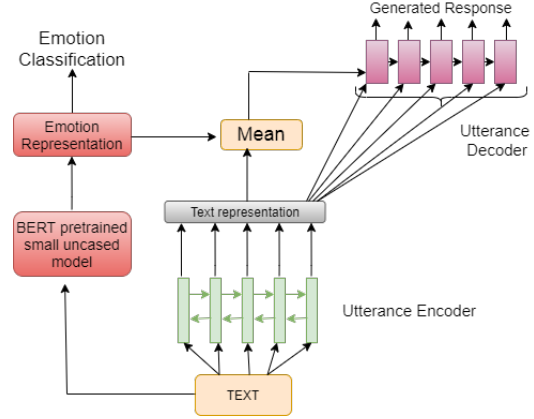 Generated Response
Emotion
Classification
Emotion
Representation
Mean
Utterance
Decoder
Text representation
BERT pretrained
small uncased
model
Utterance Encoder
TEXT